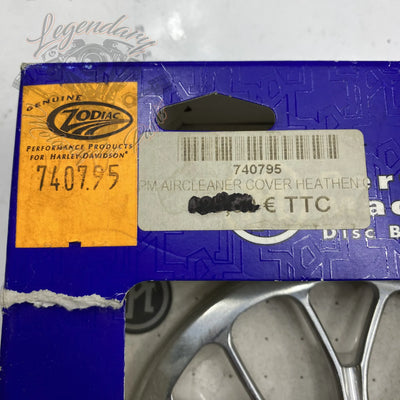 Legendary
GENUINE
ZODIAC
PERFORMANCE PRODUCTS
FOR HARLEY-DAVIDSON
740795
740795
PM AIRCLEANER COVER HEATHEN
€ TTC
Disc B